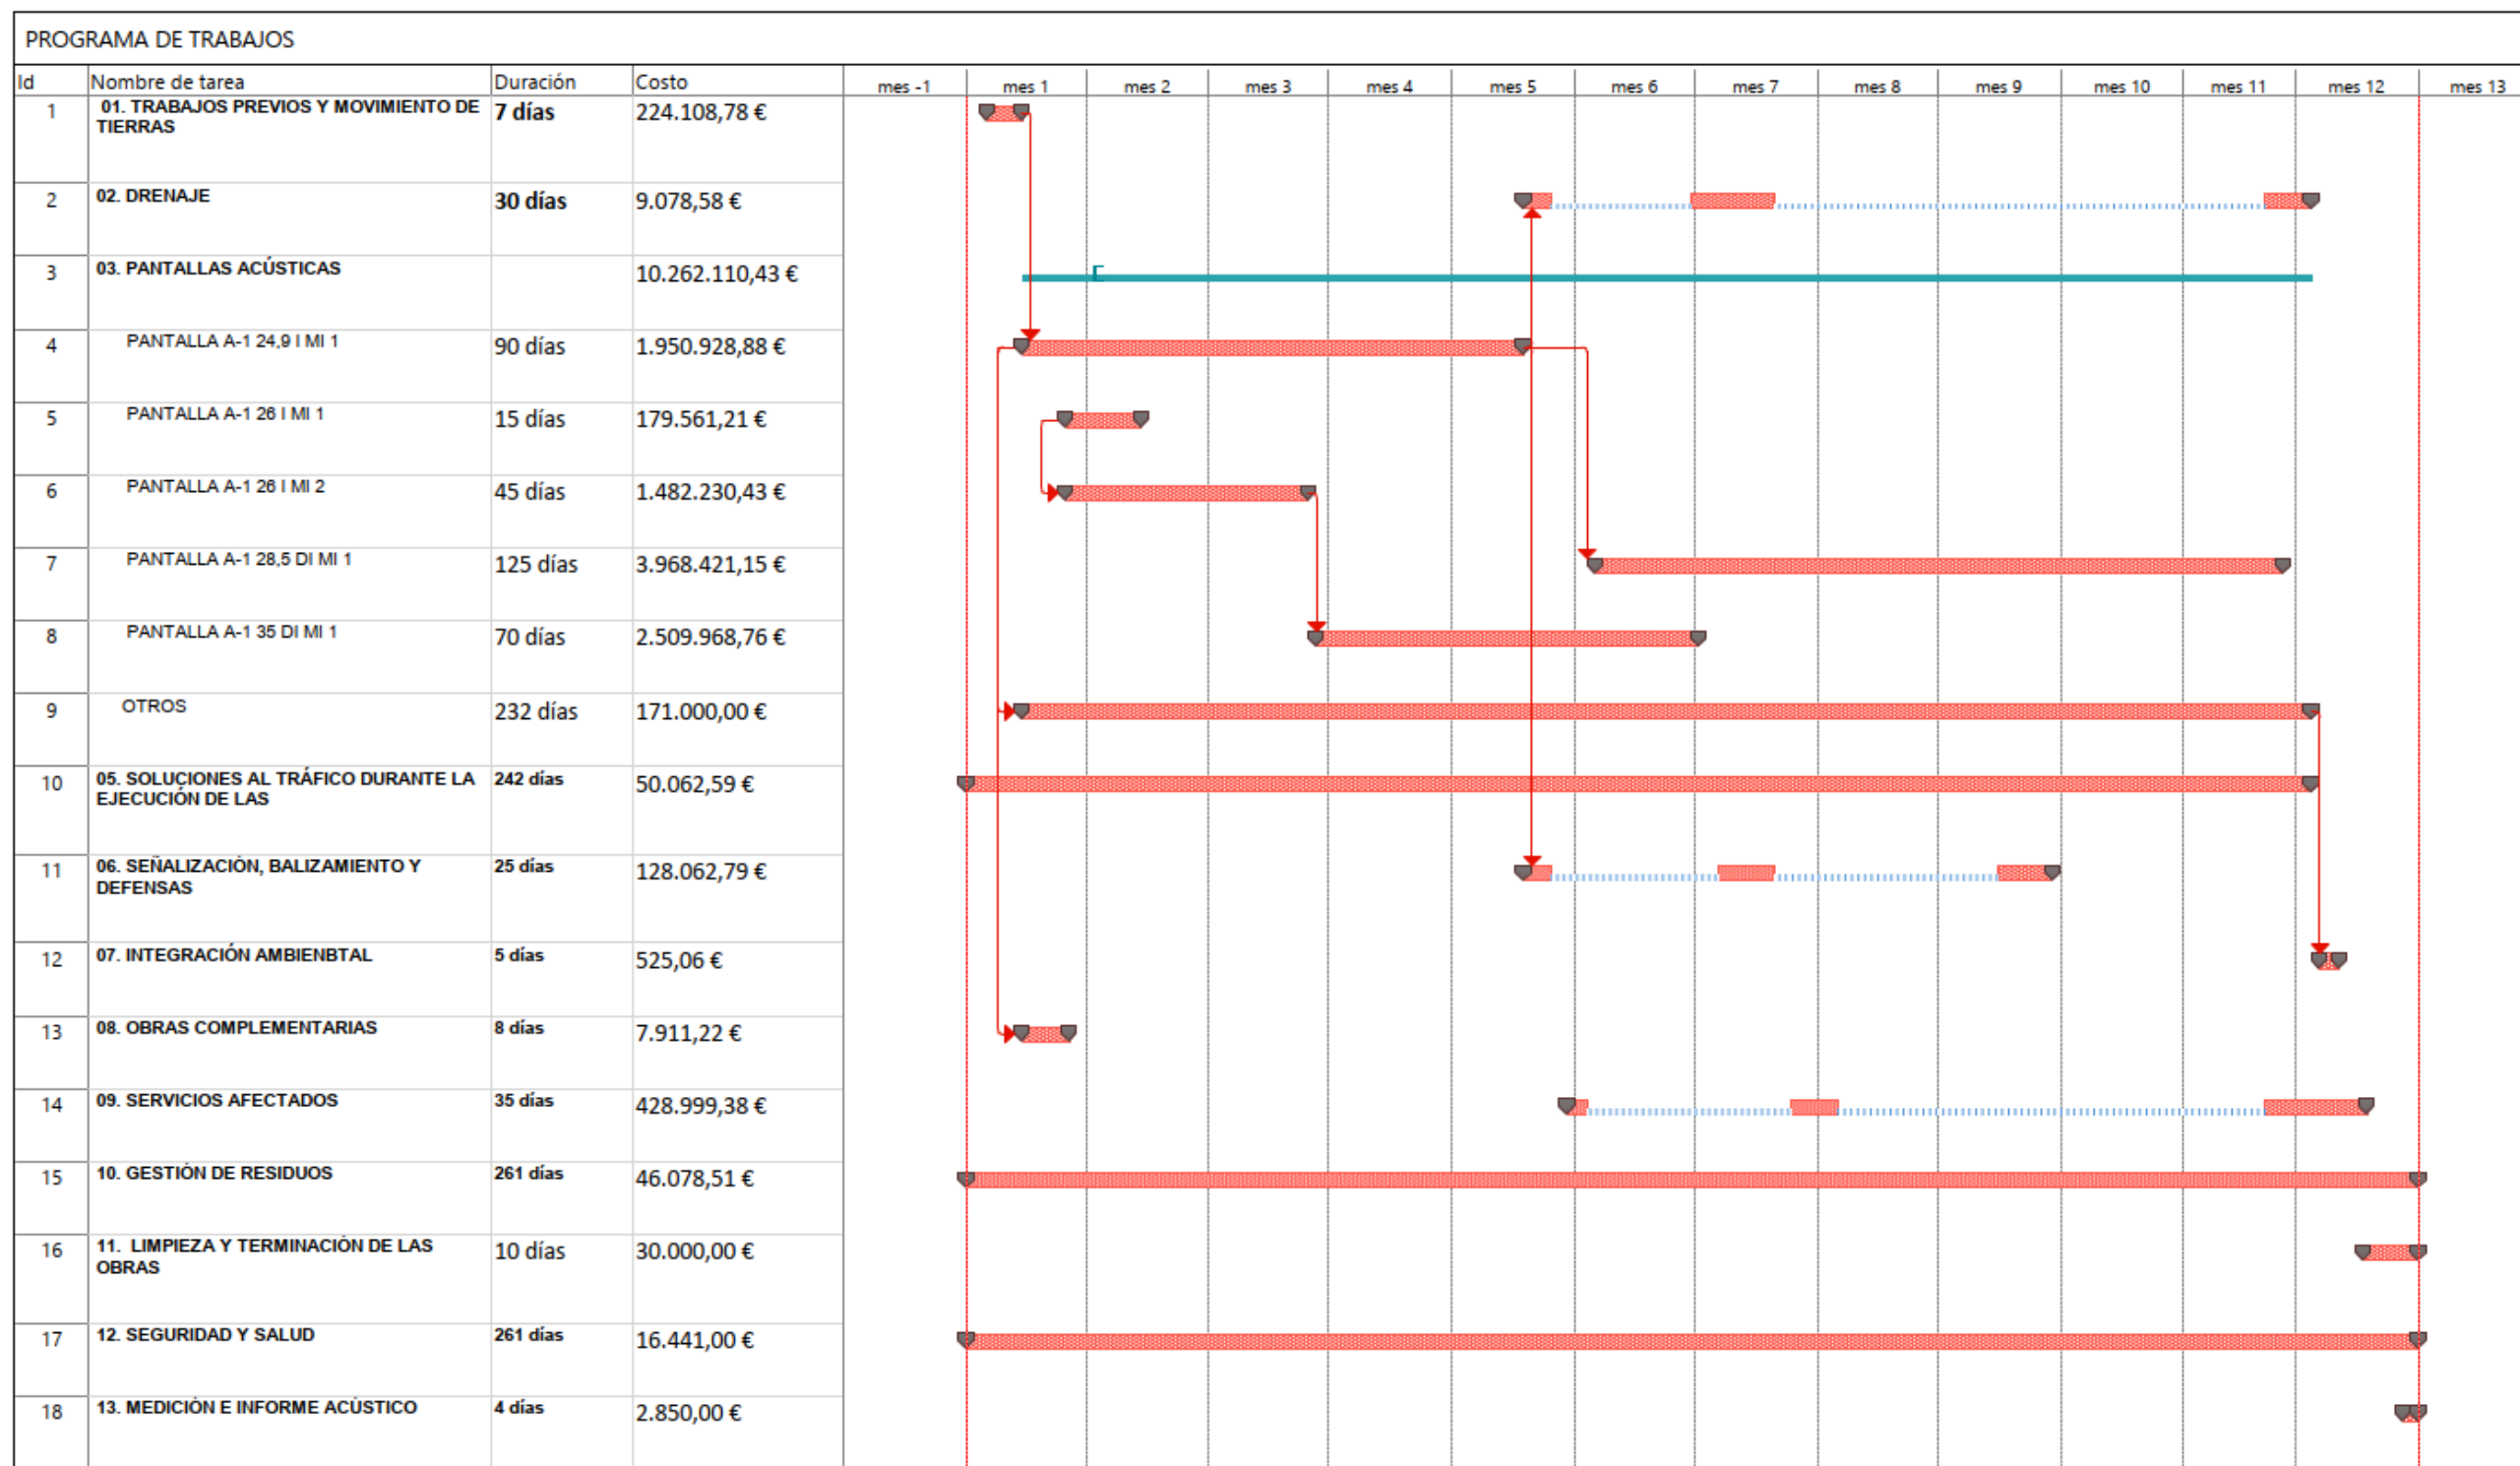 PROGRAMA DE TRABAJOS
Id Nombre de tarea Duración Costo mes -1 mes 1 mes 2 mes 3 mes 4 mes 5 mes 6 mes 7 mes 8 mes 9 mes 10 mes 11 mes 12 mes 13
1 01. TRABAJOS PREVIOS Y MOVIMIENTO DE 7 días 224.108,78 €
TIERRAS
2 02. DRENAJE 30 días 9.078,58 €
3 03. PANTALLAS ACÚSTICAS 10.262.110,43 €
4 PANTALLA A-1 24,9 I MI 1 90 días 1.950.928,88 €
5 PANTALLA A-1 26 I MI 1 15 días 179.561,21 €
6 PANTALLA A-1 26 I MI 2 45 días 1.482.230,43 €
7 PANTALLA A-1 28,5 DI MI 1 125 días 3.968.421,15 €
8 PANTALLA A-1 35 DI MI 1 70 días 2.509.968,76 €
9 OTROS 232 días 171.000,00 €
10 05. SOLUCIONES AL TRÁFICO DURANTE LA 242 días 50.062,59 €
EJECUCIÓN DE LAS
11 06. SEÑALIZACIÓN, BALIZAMIENTO Y 25 días 128.062,79 €
DEFENSAS
12 07. INTEGRACIÓN AMBIENBTAL 5 días 525,06 €
13 08. OBRAS COMPLEMENTARIAS 8 días 7.911,22 €
14 09. SERVICIOS AFECTADOS 35 días 428.999,38 €
15 10. GESTIÓN DE RESIDUOS 261 días 46.078,51 €
16 11. LIMPIEZA Y TERMINACIÓN DE LAS 10 días 30.000,00 €
OBRAS
17 12. SEGURIDAD Y SALUD 261 días 16.441,00 €
18 13. MEDICIÓN E INFORME ACÚSTICO 4 días 2.850,00 €